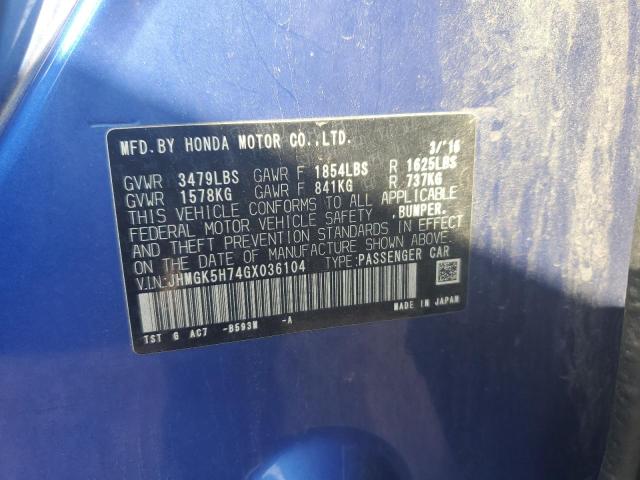 MFD.BY HONDA MOTOR CO.,LTD. 3/'16
GVWR 3479LBS GAWR F 1854LBS R 1625LBS
GVWR 1578KG GAWR F 841KG R 737KG
THIS VEHICLE CONFORMS TO ALL APPLICABLE
FEDERAL MOTOR VEHICLE SAFETY ,BUMPER,
AND THEFT PREVENTION STANDARDS IN EFFECT
ON THE DATE OF MANUFACTURE SHOWN ABOVE.
V.I.N:JHMGK5H74GX036104 TYPE:PASSENGER CAR
TST G AC7 -B593M -A MADE IN JAPAN